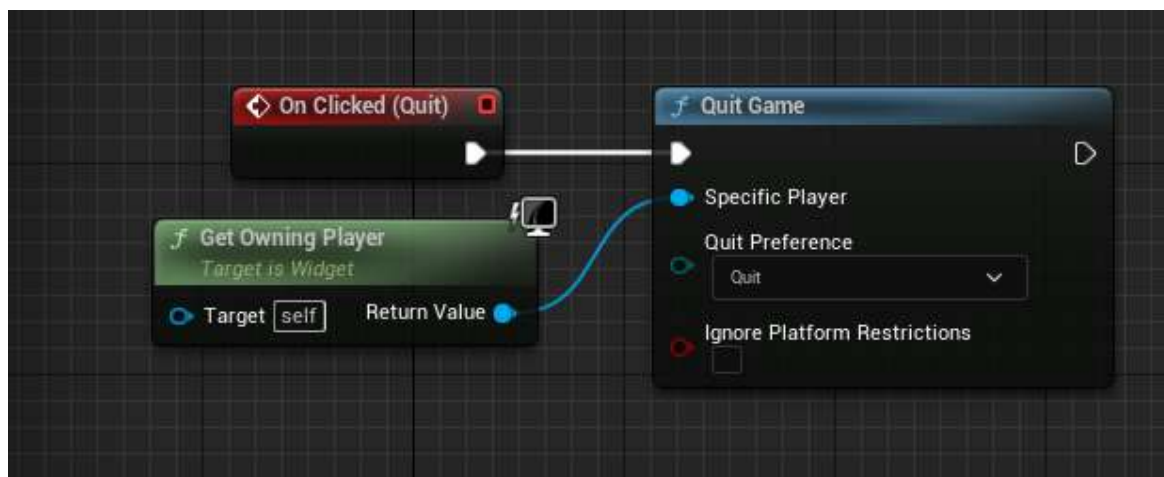 On Clicked (Quit)
Get Owning Player
Target is Widget
Target self Return Value
Quit Game
Specific Player
Quit Preference
Quit
Ignore Platform Restrictions